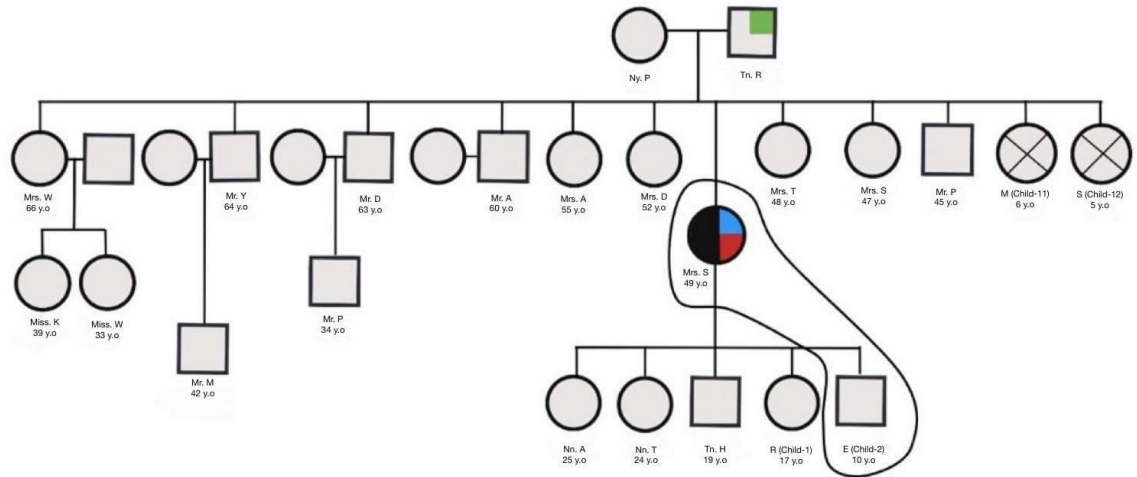 Ny. P
Tn. R
Mrs. W
66 y.o
Mr. Y
64 y.o
Mr. D
63 y.o
Mr. A
60 y.o
Mrs. A
55 y.o
Mrs. D
52 y.o
Mrs. T
48 y.o
Mrs. S
47 y.o
Mr. P
45 y.o
M (Child-11)
6 y.o
S (Child-12)
5 y.o
Mrs. S
49 y.o
Miss. K
39 y.o
Miss. W
33 y.o
Mr. P
34 y.o
Mr. M
42 y.o
Nn. A
25 y.o
Nn. T
24 y.o
Tn. H
19 y.o
R (Child-1)
17 y.o
E (Child-2)
10 y.o